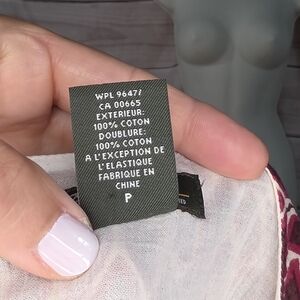 WPL 9647/
CA 00665
EXTERIEUR:
100% COTON
DOUBLURE:
100% COTON
A L'EXCEPTION DE
L'ELASTIQUE
FABRIQUE EN
CHINE
P